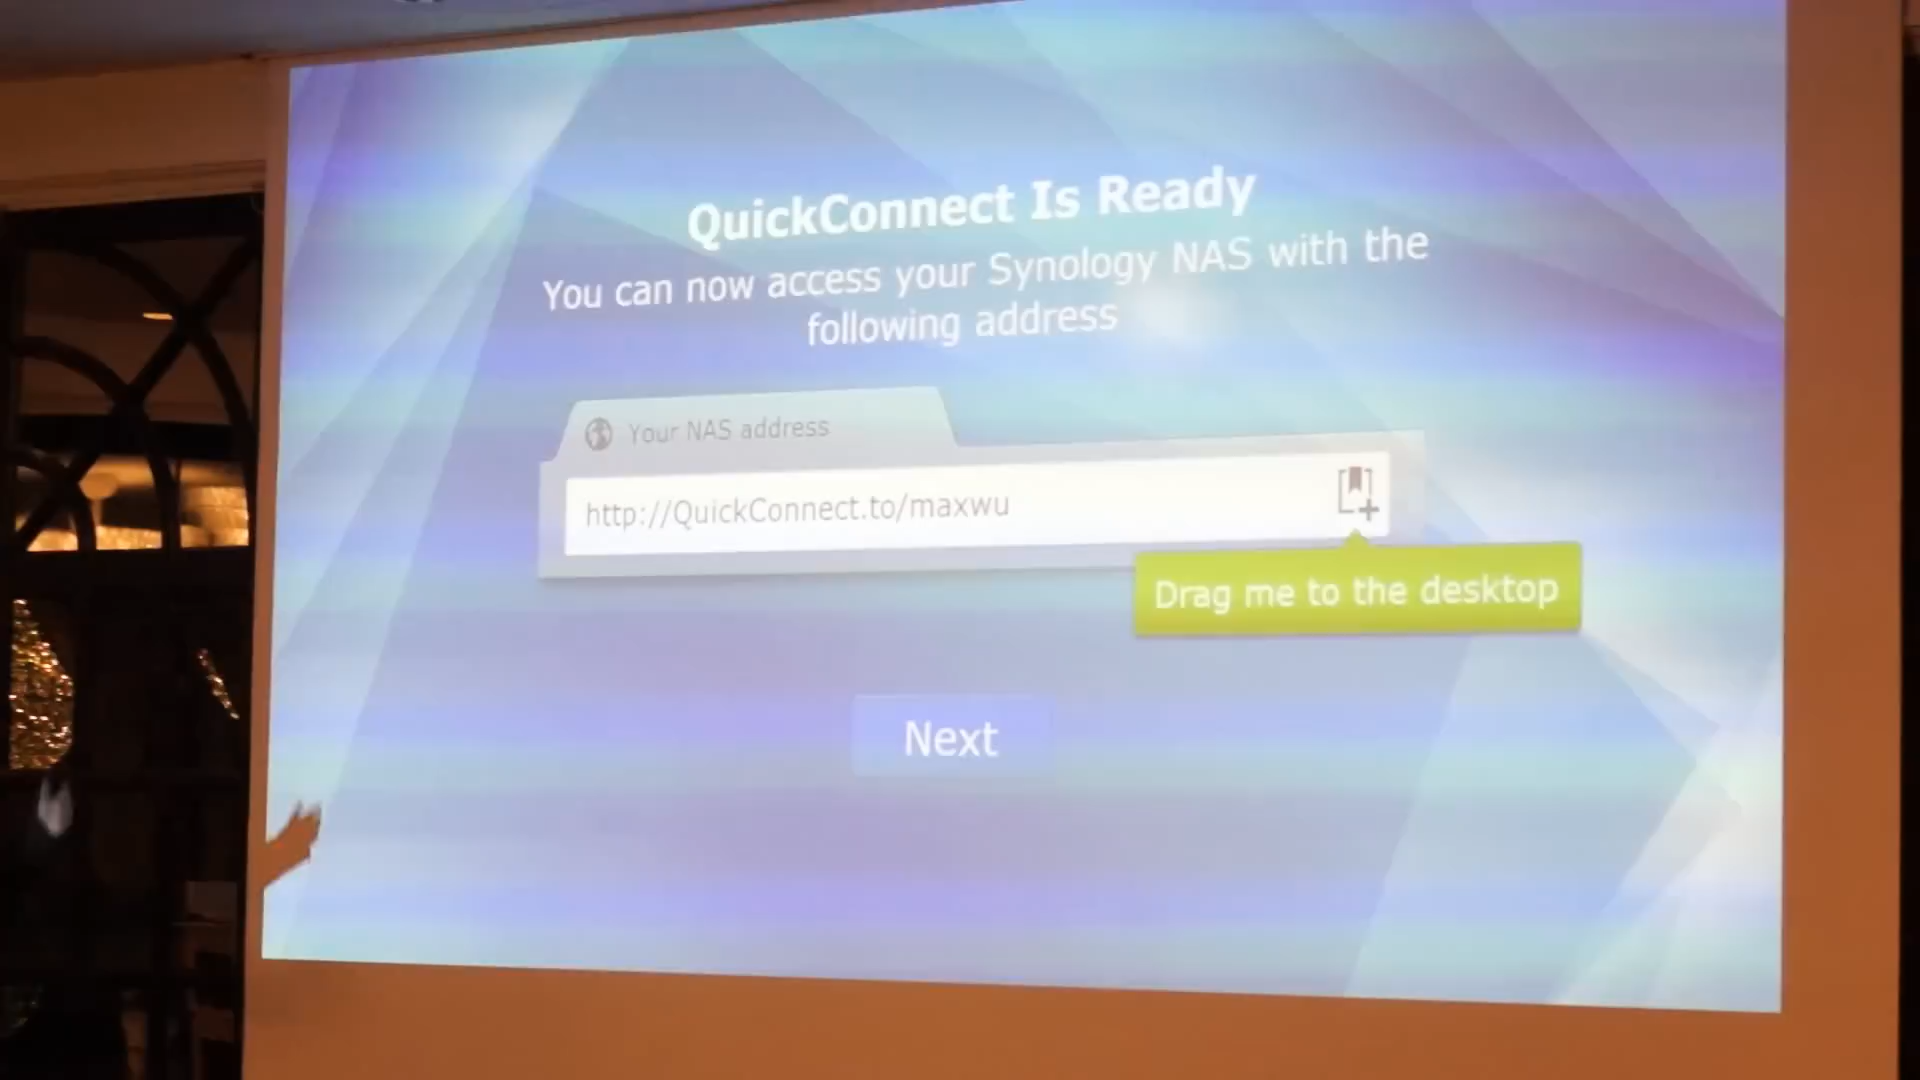 QuickConnect Is Ready
You can now access your Synology NAS with the
following address
Your NAS address
http://QuickConnect.to/maxwu
Drag me to the desktop
Next